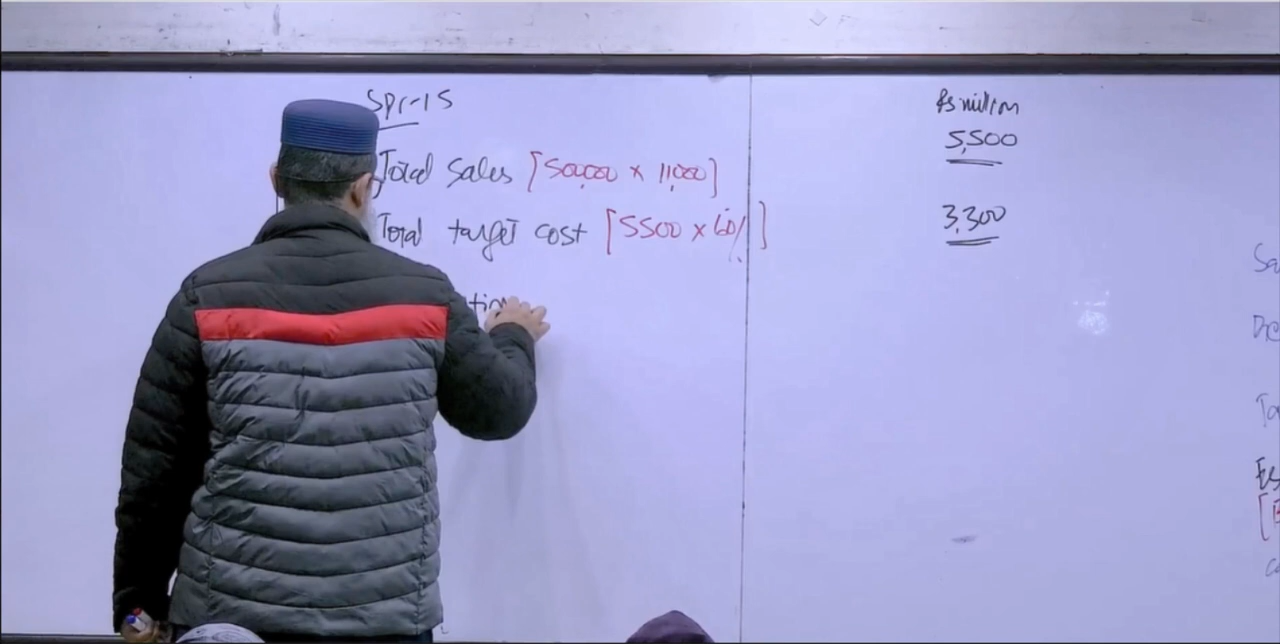 Spr-15
Rs million
5,500
Total Sales [50,000 x 11,000]
Total target cost [5500 x 60%]
3,300
Sa